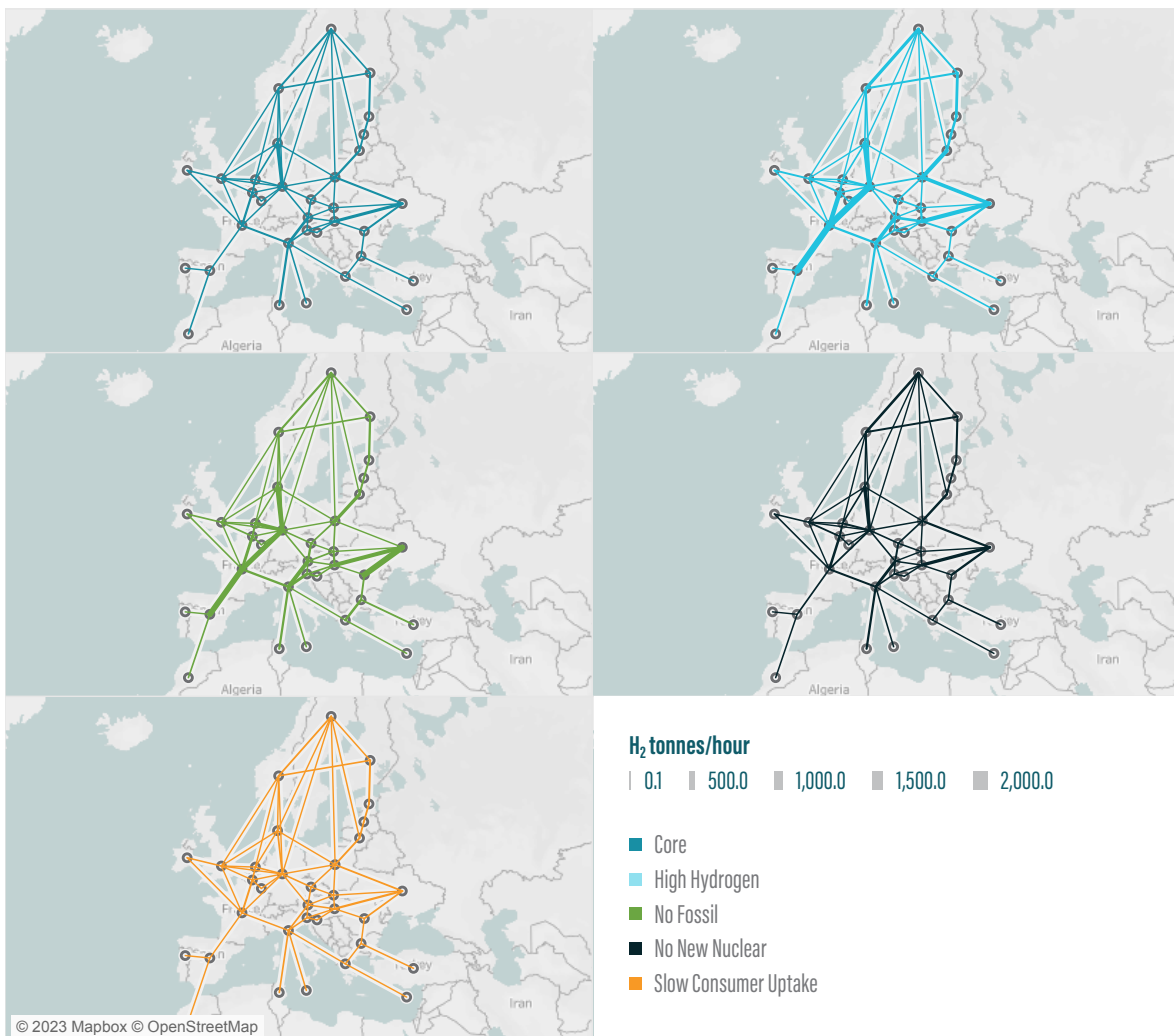 Iran
Algeria
Iran
Algeria
Iran
Algeria
Iran
Algeria
Iran
© 2023 Mapbox © OpenStreetMap
H₂ tonnes/hour
0.1 500.0 1,000.0 1,500.0 2,000.0
Core
High Hydrogen
No Fossil
No New Nuclear
Slow Consumer Uptake